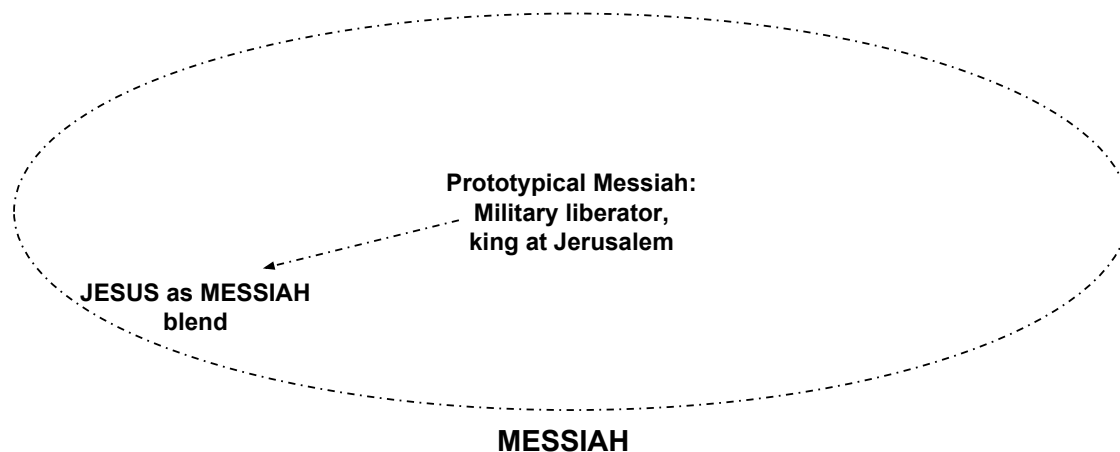 Prototypical Messiah:
Military liberator,
king at Jerusalem
JESUS as MESSIAH
blend
MESSIAH